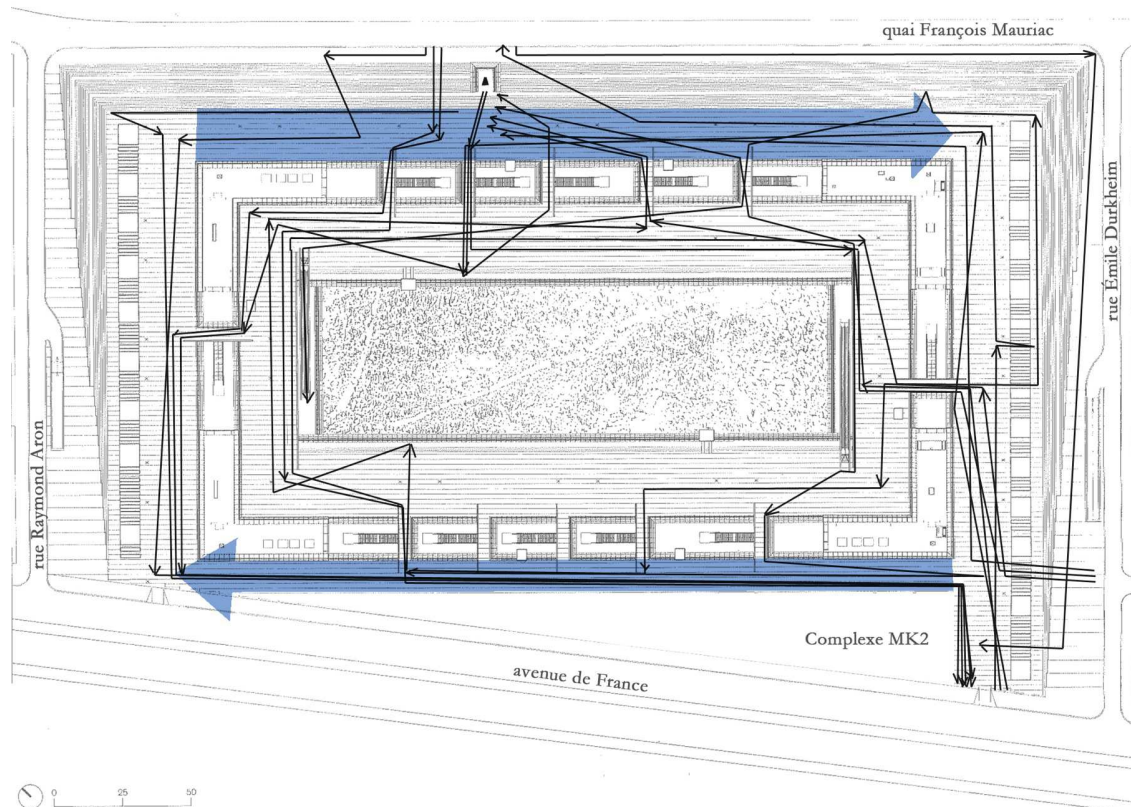 quai François Mauriac
rue Émile Durkheim
rue Raymond Aron
Complexe MK2
avenue de France
0 25 50